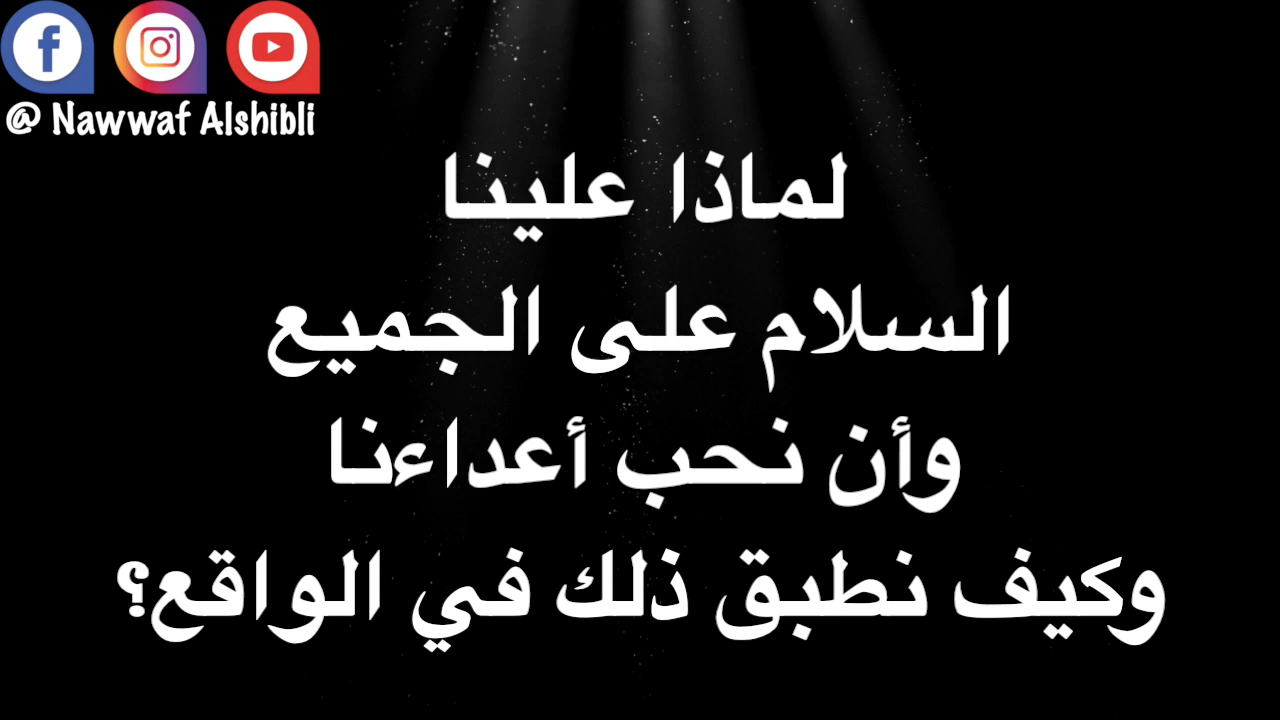 @ Nawwaf Alshibli
لماذا علينا
السلام على الجميع
وأن نحب أعداءنا
وكيف نطبق ذلك في الواقع؟